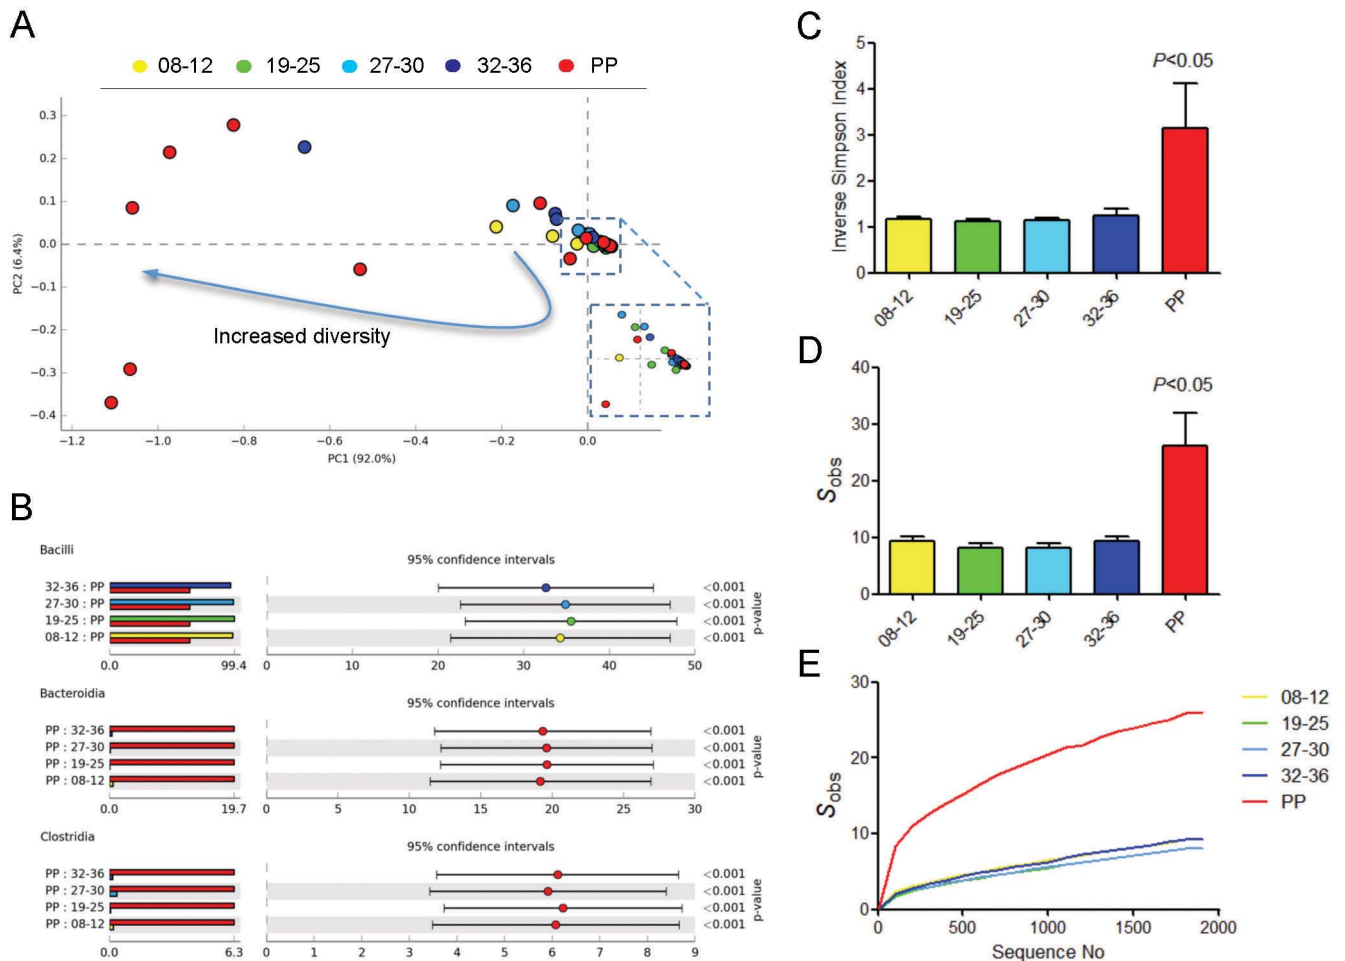 A
08-12 19-25 27-30 32-36 PP
0.3
0.2
0.1
0.0
−0.1
−0.2
−0.3
−0.4
PC2 (6.4%)
Increased diversity
−1.2 −1.0 −0.8 −0.6 −0.4 −0.2 0.0
PC1 (92.0%)
B
Bacilli
95% confidence intervals
32-36 : PP <0.001
27-30 : PP <0.001
19-25 : PP <0.001
08-12 : PP <0.001
p-value
0.0 99.4 0 10 20 30 40 50
Bacteroidia
95% confidence intervals
PP : 32-36 <0.001
PP : 27-30 <0.001
PP : 19-25 <0.001
PP : 08-12 <0.001
p-value
0.0 19.7 0 5 10 15 20 25 30
Clostridia
95% confidence intervals
PP : 32-36 <0.001
PP : 27-30 <0.001
PP : 19-25 <0.001
PP : 08-12 <0.001
p-value
0.0 6.3 0 1 2 3 4 5 6 7 8 9
C
5
4
3
2
1
0
Inverse Simpson Index
P<0.05
08-12 19-25 27-30 32-36 PP
D
40
30
20
10
0
Sobs
P<0.05
08-12 19-25 27-30 32-36 PP
E
30
20
10
0
Sobs
0 500 1000 1500 2000
Sequence No
08-12
19-25
27-30
32-36
PP